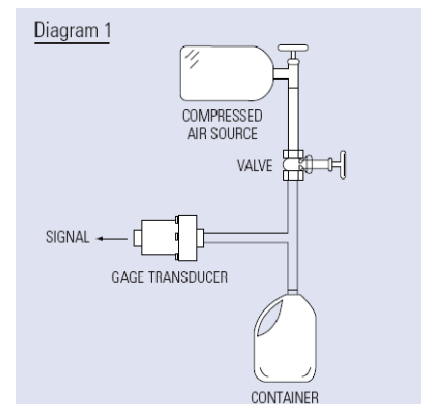 Diagram 1
COMPRESSED
AIR SOURCE
VALVE
SIGNAL
GAGE TRANSDUCER
CONTAINER